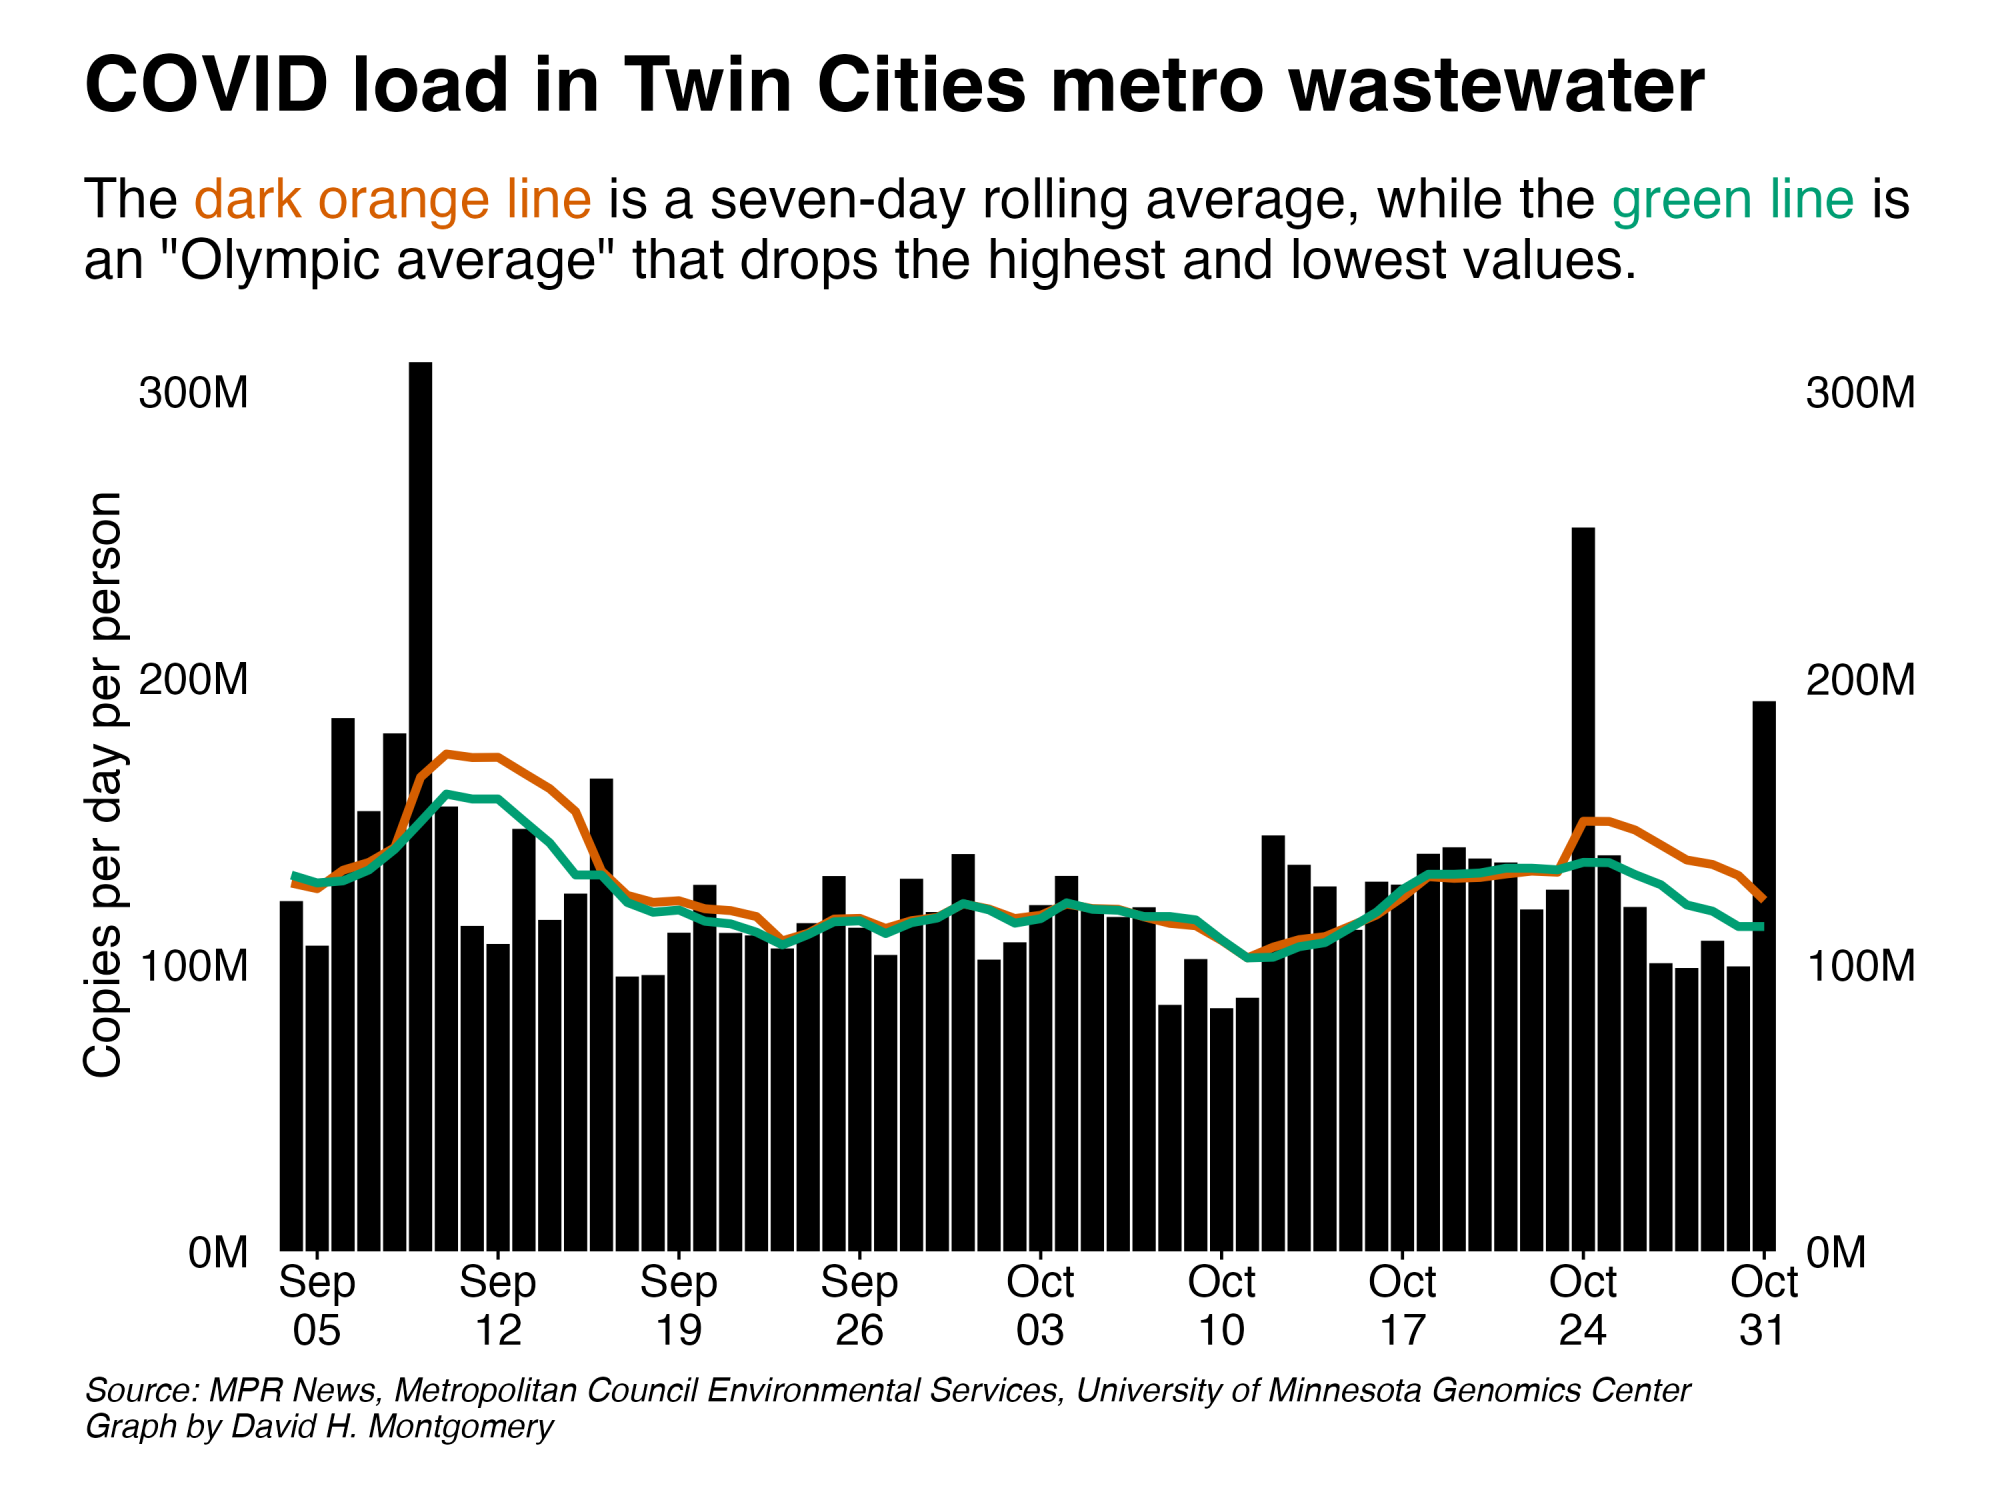 COVID load in Twin Cities metro wastewater
The dark orange line is a seven-day rolling average, while the green line is
an "Olympic average" that drops the highest and lowest values.
Copies per day per person
300M
300M
200M
200M
100M
100M
0M
0M
Sep
05
Sep
12
Sep
19
Sep
26
Oct
03
Oct
10
Oct
17
Oct
24
Oct
31
Source: MPR News, Metropolitan Council Environmental Services, University of Minnesota Genomics Center
Graph by David H. Montgomery